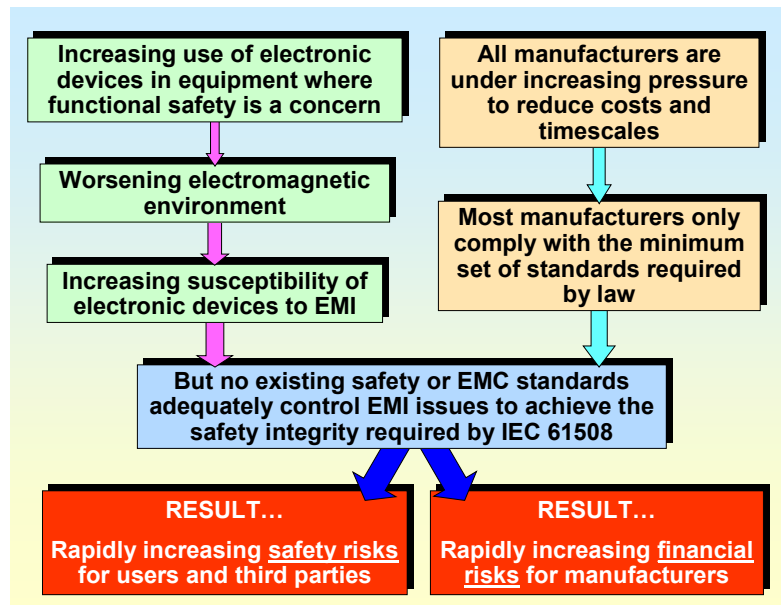 Increasing use of electronic
devices in equipment where
functional safety is a concern
Worsening electromagnetic
environment
Increasing susceptibility of
electronic devices to EMI
All manufacturers are
under increasing pressure
to reduce costs and
timescales
Most manufacturers only
comply with the minimum
set of standards required
by law
But no existing safety or EMC standards
adequately control EMI issues to achieve the
safety integrity required by IEC 61508
RESULT…
Rapidly increasing safety risks
for users and third parties
RESULT…
Rapidly increasing financial
risks for manufacturers